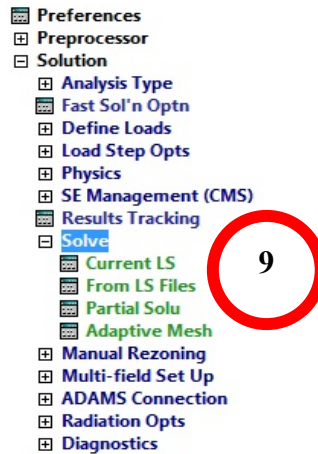 Preferences
Preprocessor
Solution
Analysis Type
Fast Sol'n Optn
Define Loads
Load Step Opts
Physics
SE Management (CMS)
Results Tracking
Solve
Current LS
From LS Files
Partial Solu
Adaptive Mesh
9
Manual Rezoning
Multi-field Set Up
ADAMS Connection
Radiation Opts
Diagnostics